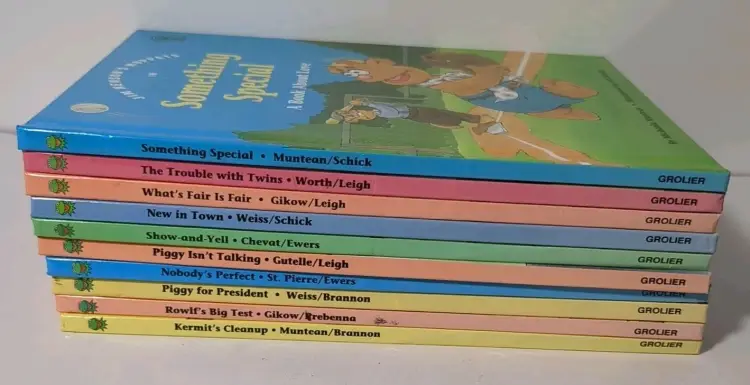 JIM HENSON'S
IN
Something
Special
A Book About Love
Something Special • Muntean/Schick GROLIER
The Trouble with Twins • Worth/Leigh GROLIER
What's Fair Is Fair • Gikow/Leigh GROLIER
New in Town • Weiss/Schick GROLIER
Show-and-Yell • Chevat/Ewers GROLIER
Piggy Isn't Talking • Gutelle/Leigh GROLIER
Nobody's Perfect • St. Pierre/Ewers
Piggy for President • Weiss/Brannon GROLIER
Rowlf's Big Test • Gikow/Prebenna GROLIER
Kermit's Cleanup • Muntean/Brannon GROLIER